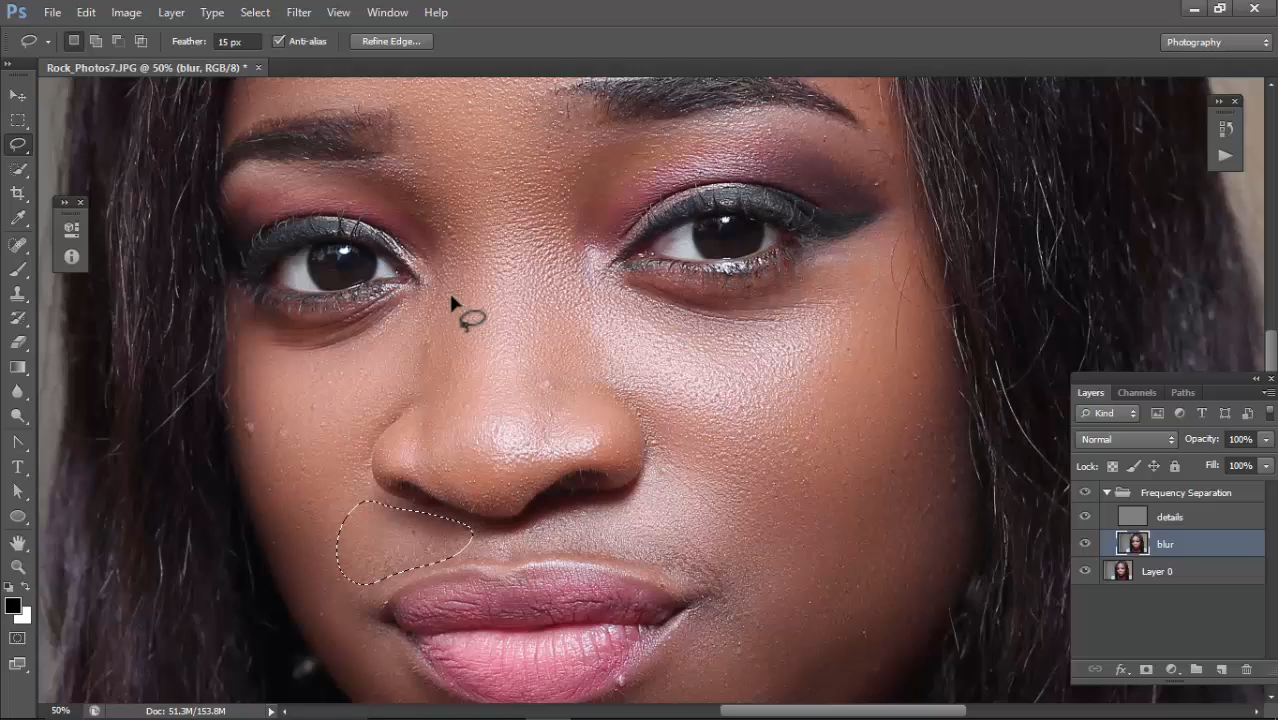 Ps File Edit Image Layer Type Select Filter 3D View Window Help
Feather: 15 px Anti-alias Refine Edge... Photography
Rock_Photos7.JPG @ 50% (blur, RGB/8) * ×
Layers Channels Paths
Kind
Normal Opacity: 100%
Lock: Fill: 100%
Frequency Separation
details
blur
Layer 0
fx
50% Doc: 51.3M/153.8M